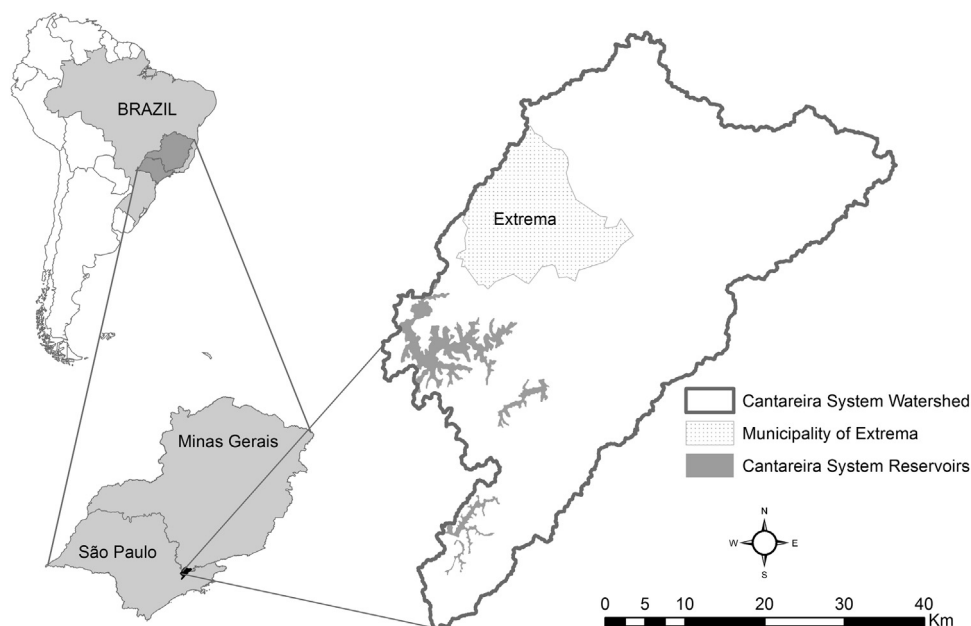 BRAZIL
Extrema
Minas Gerais
São Paulo
Cantareira System Watershed
Municipality of Extrema
Cantareira System Reservoirs
N
W E
S
0 5 10 20 30 40
Km